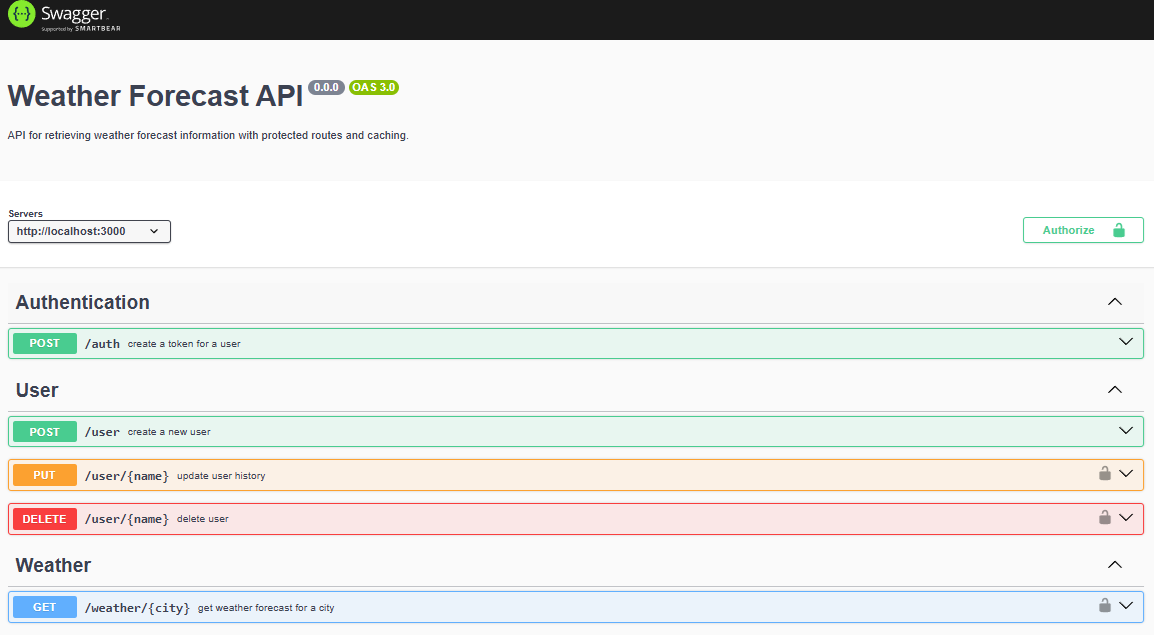 Swagger
Supported by SMARTBEAR
Weather Forecast API 0.0.0 OAS 3.0
API for retrieving weather forecast information with protected routes and caching.
Servers
http://localhost:3000
Authorize
Authentication
POST /auth create a token for a user
User
POST /user create a new user
PUT /user/{name} update user history
DELETE /user/{name} delete user
Weather
GET /weather/{city} get weather forecast for a city